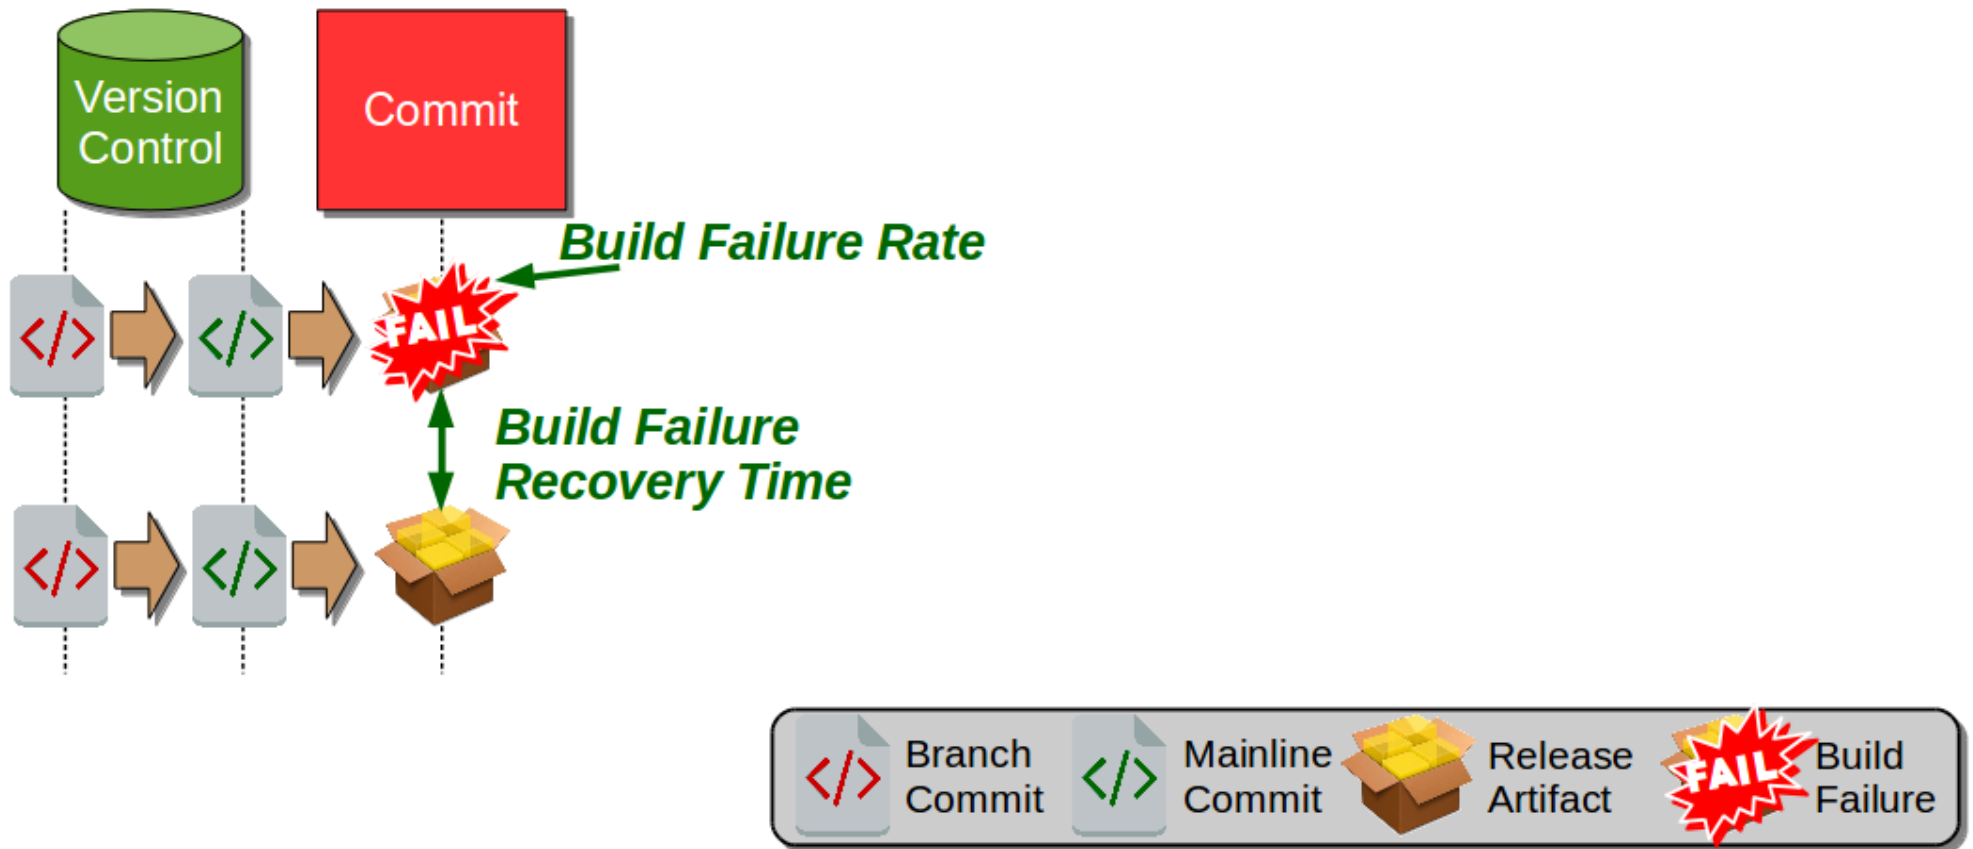 Version
Control
Commit
Build Failure Rate
</>
</>
FAIL
Build Failure
Recovery Time
</>
</>
</>
Branch
Commit
</>
Mainline
Commit
Release
Artifact
FAIL
Build
Failure